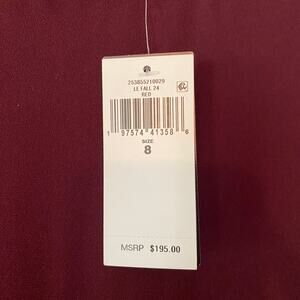 253855210029
LE FALL 24
RED
1 97574 41358 6
SIZE
8
MSRP $195.00